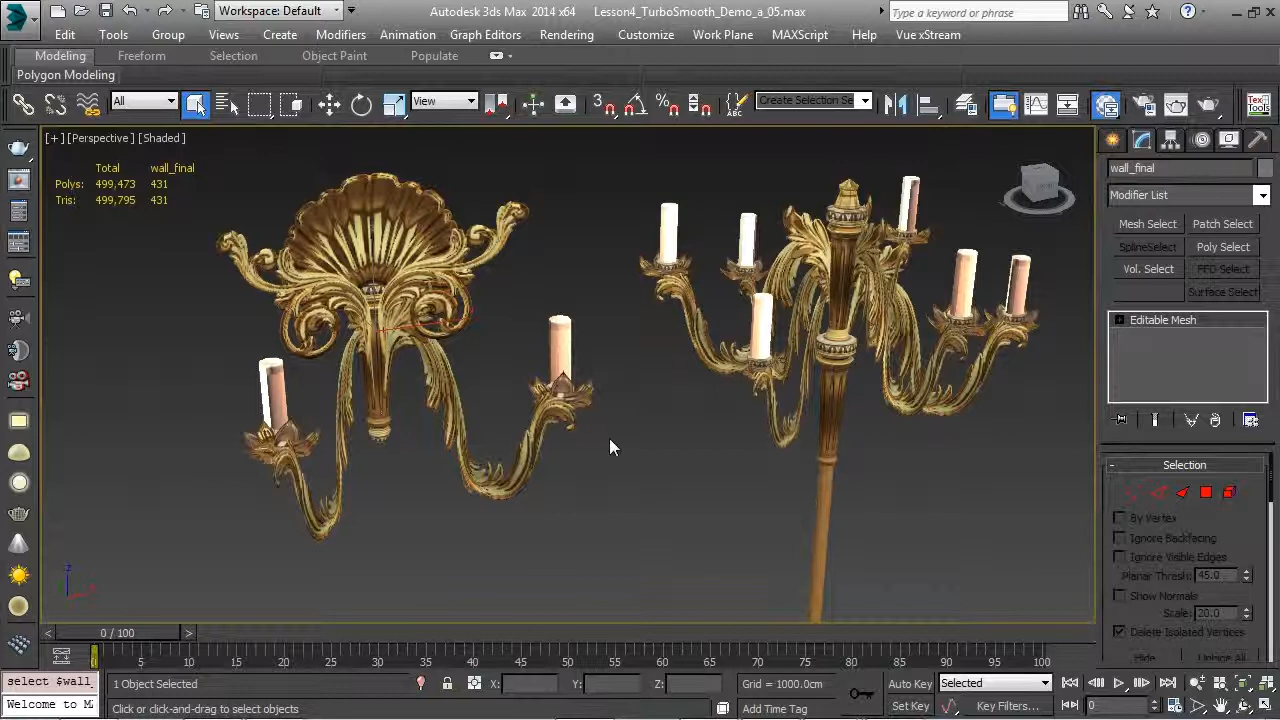 Workspace: Default
Autodesk 3ds Max 2014 x64 Lesson4_TurboSmooth_Demo_a_05.max
Type a keyword or phrase
Edit Tools Group Views Create Modifiers Animation Graph Editors Rendering Customize Work Plane MAXScript Help Vue xStream
Modeling Freeform Selection Object Paint Populate
Polygon Modeling
All View Create Selection Se
[+][Perspective][Shaded]
Total wall_final
Polys: 499,473 431
Tris: 499,795 431
wall_final
Modifier List
Mesh Select Patch Select
SplineSelect Poly Select
Vol. Select FFD Select
Surface Select
Editable Mesh
Selection
By Vertex
Ignore Backfacing
Ignore Visible Edges
Planar Thresh: 45.0
Show Normals
Scale: 20.0
Delete Isolated Vertices
Hide Unhide All
0 / 100
0 5 10 15 20 25 30 35 40 45 50 55 60 65 70 75 80 85 90 95 100
select $wall_
1 Object Selected X: Y: Z: Grid = 1000.0cm Auto Key Selected
Welcome to M
Click or click-and-drag to select objects Add Time Tag Set Key Key Filters... 0